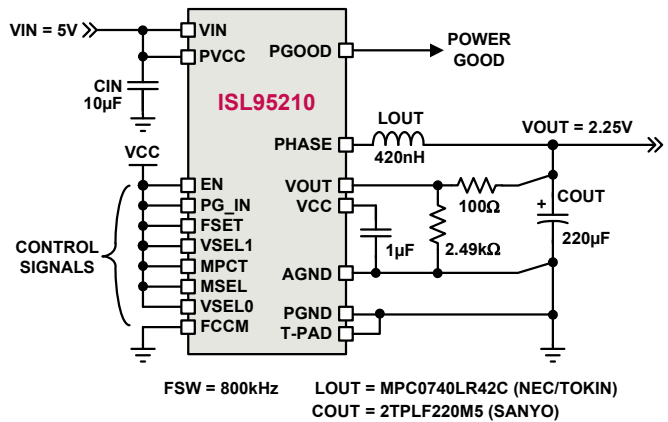 VIN = 5V
VIN
PVCC
CIN
10µF
PGOOD
POWER
GOOD
ISL95210
PHASE
LOUT
420nH
VOUT = 2.25V
VCC
CONTROL
SIGNALS
EN
PG_IN
FSET
VSEL1
MPCT
MSEL
VSEL0
FCCM
VOUT
VCC
AGND
PGND
T-PAD
1µF
100Ω
2.49kΩ
COUT
+
220µF
FSW = 800kHz
LOUT = MPC0740LR42C (NEC/TOKIN)
COUT = 2TPLF220M5 (SANYO)